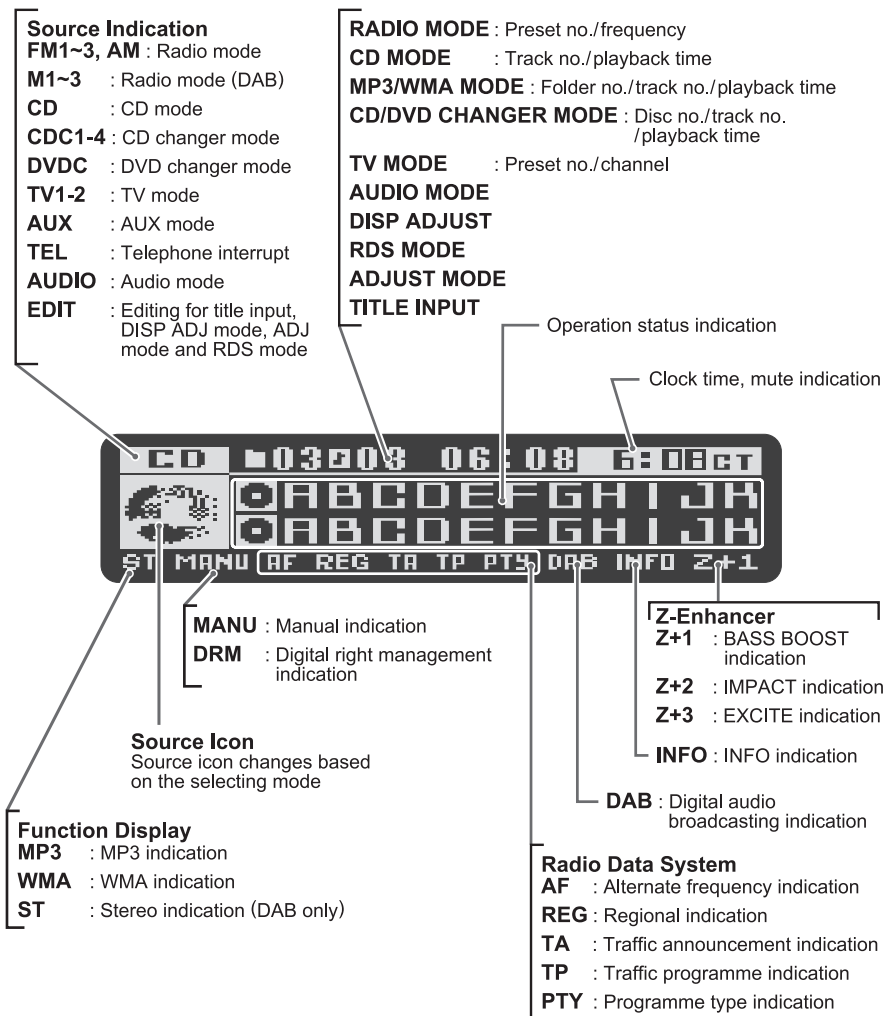 Source Indication
FM1~3, AM : Radio mode
M1~3 : Radio mode (DAB)
CD : CD mode
CDC1-4 : CD changer mode
DVDC : DVD changer mode
TV1-2 : TV mode
AUX : AUX mode
TEL : Telephone interrupt
AUDIO : Audio mode
EDIT : Editing for title input,
DISP ADJ mode, ADJ
mode and RDS mode
RADIO MODE : Preset no./frequency
CD MODE : Track no./playback time
MP3/WMA MODE : Folder no./track no./playback time
CD/DVD CHANGER MODE : Disc no./track no.
/playback time
TV MODE : Preset no./channel
AUDIO MODE
DISP ADJUST
RDS MODE
ADJUST MODE
TITLE INPUT
Operation status indication
Clock time, mute indication
CD 03 08 06:08 6:08 CT
ABCDEFGHIJK
ABCDEFGHIJK
ST MANU AF REG TA TP PTY DAB INFO Z+1
MANU : Manual indication
DRM : Digital right management
indication
Source Icon
Source icon changes based
on the selecting mode
Function Display
MP3 : MP3 indication
WMA : WMA indication
ST : Stereo indication (DAB only)
Z-Enhancer
Z+1 : BASS BOOST
indication
Z+2 : IMPACT indication
Z+3 : EXCITE indication
INFO : INFO indication
DAB : Digital audio
broadcasting indication
Radio Data System
AF : Alternate frequency indication
REG : Regional indication
TA : Traffic announcement indication
TP : Traffic programme indication
PTY : Programme type indication